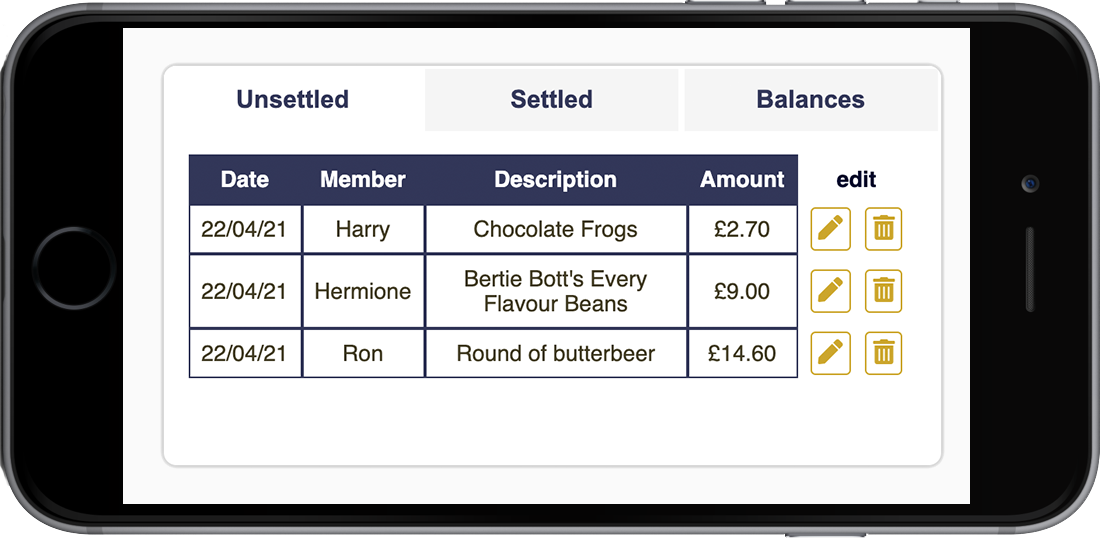 Unsettled Settled Balances
Date Member Description Amount edit
22/04/21 Harry Chocolate Frogs £2.70
22/04/21 Hermione Bertie Bott's Every Flavour Beans £9.00
22/04/21 Ron Round of butterbeer £14.60